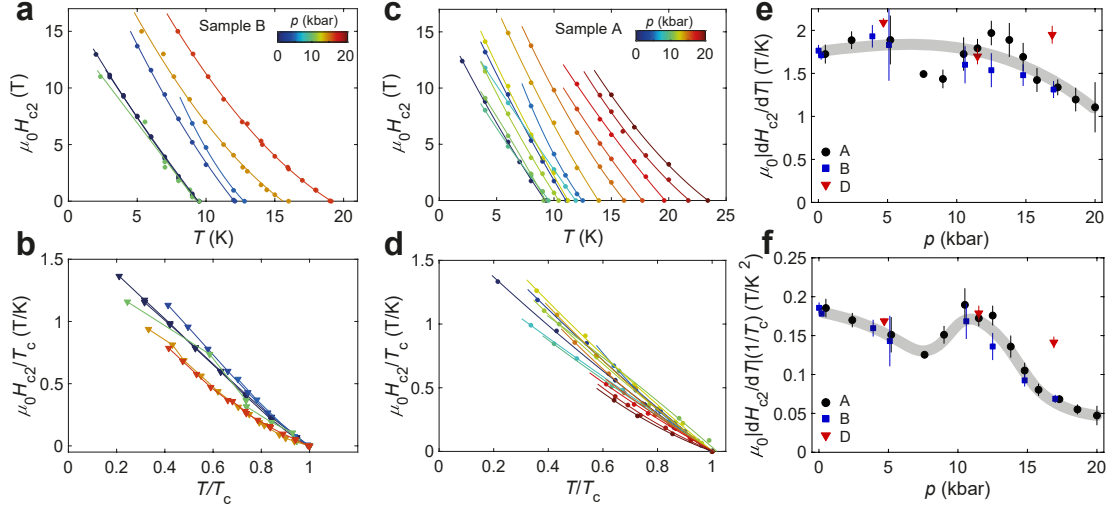 a
Sample B
p (kbar)
0 10 20
15
10
5
0
μ0Hc2 (T)
0 5 10 15 20
T (K)
b
1.5
1
0.5
0
μ0Hc2/Tc (T/K)
0 0.2 0.4 0.6 0.8 1
T/Tc
c
Sample A
p (kbar)
0 10 20
15
10
5
0
μ0Hc2 (T)
0 5 10 15 20 25
T (K)
d
1.5
1
0.5
0
μ0Hc2/Tc (T/K)
0 0.2 0.4 0.6 0.8 1
T/Tc
e
2
1.5
1
0.5
0
μ0|dHc2/dT| (T/K)
A
B
D
0 5 10 15 20
p (kbar)
f
0.25
0.2
0.15
0.1
0.05
0
μ0|dHc2/dT|(1/Tc) (T/K²)
A
B
D
0 5 10 15 20
p (kbar)